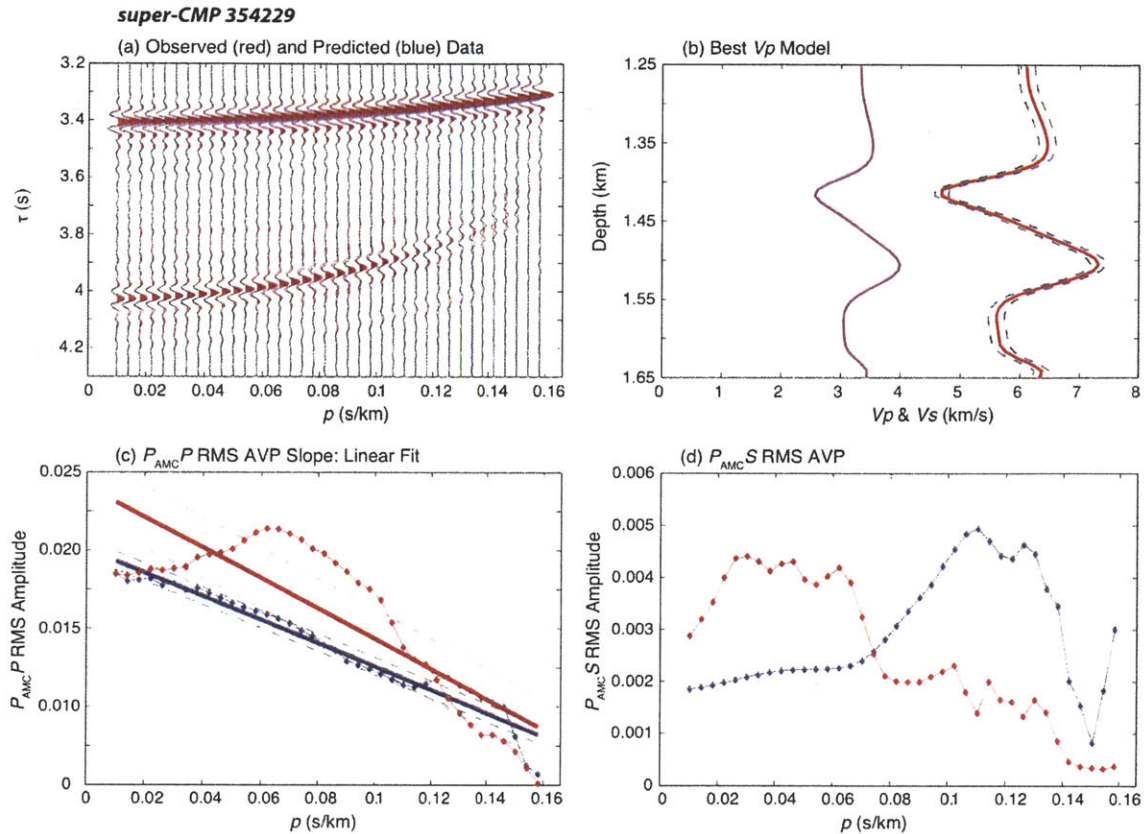 super-CMP 354229
(a) Observed (red) and Predicted (blue) Data
3.2
3.4
3.6
3.8
4
4.2
τ (s)
0 0.02 0.04 0.06 0.08 0.1 0.12 0.14 0.16
p (s/km)
(b) Best Vp Model
1.25
1.35
1.45
1.55
1.65
Depth (km)
0 1 2 3 4 5 6 7 8
Vp & Vs (km/s)
(c) PAMCP RMS AVP Slope: Linear Fit
0.025
0.020
0.015
0.010
0
PAMCP RMS Amplitude
0 0.02 0.04 0.06 0.08 0.1 0.12 0.14 0.16
p (s/km)
(d) PAMCS RMS AVP
0.006
0.005
0.004
0.003
0.002
0.001
0
PAMCS RMS Amplitude
0 0.02 0.04 0.06 0.08 0.1 0.12 0.14 0.16
p (s/km)